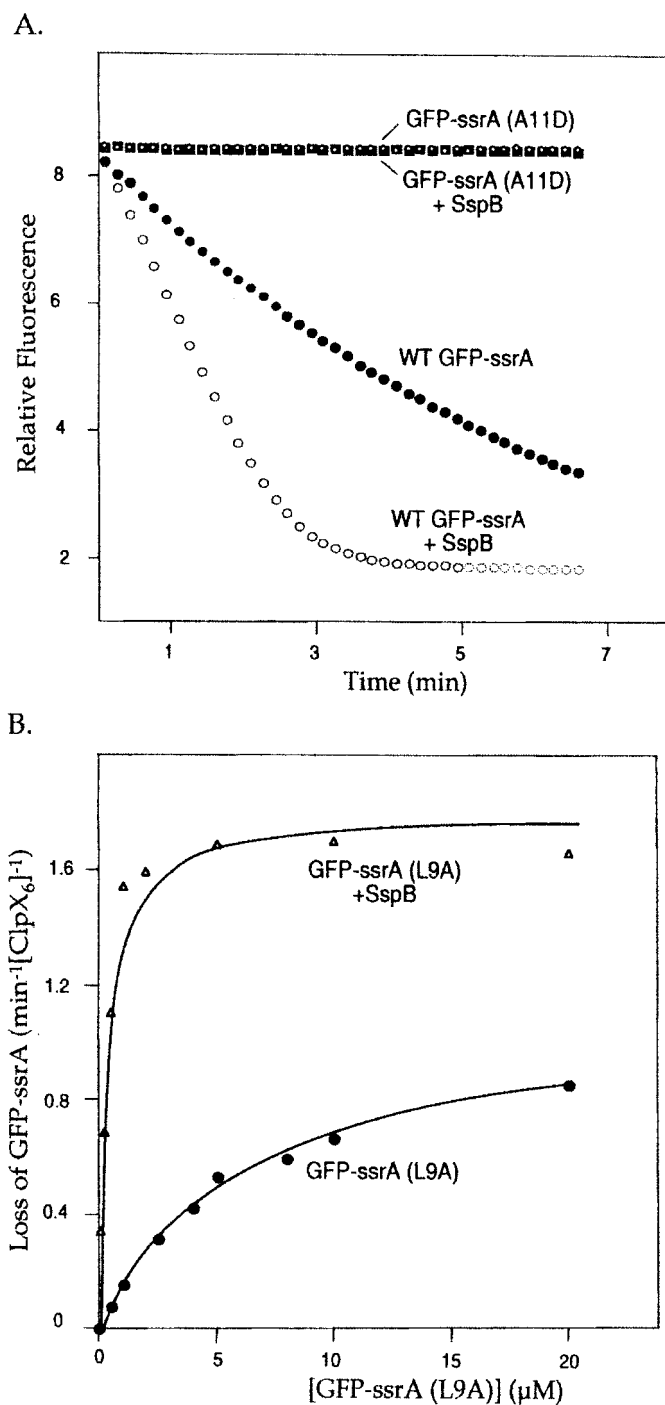 A.
GFP-ssrA (A11D)
GFP-ssrA (A11D)
+ SspB
WT GFP-ssrA
WT GFP-ssrA
+ SspB
8
6
4
2
Relative Fluorescence
1
3
5
7
Time (min)
B.
GFP-ssrA (L9A)
+SspB
GFP-ssrA (L9A)
1.6
1.2
0.8
0.4
0
Loss of GFP-ssrA (min⁻¹[ClpX₆]⁻¹)
0
5
10
15
20
[GFP-ssrA (L9A)] (µM)